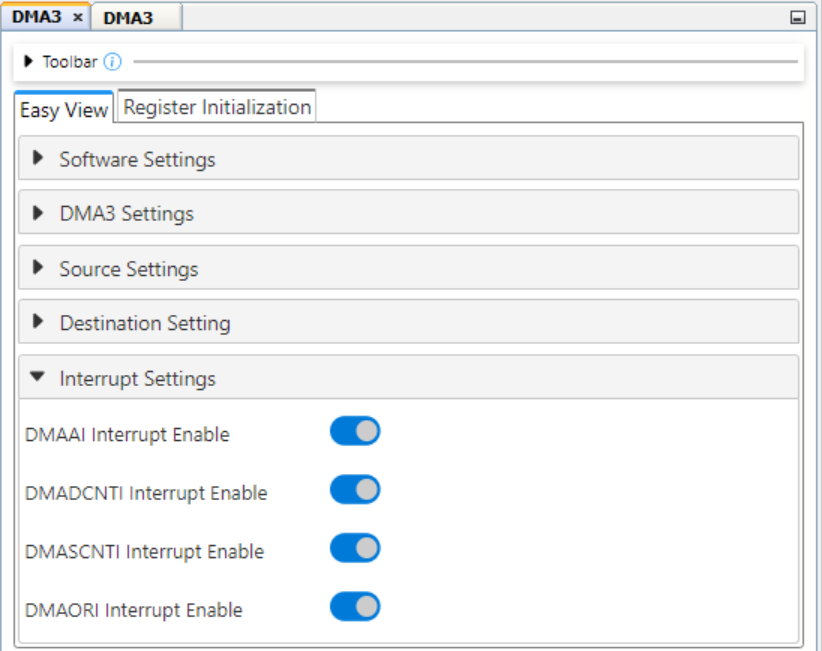 DMA3 × DMA3
Toolbar i
Easy View Register Initialization
Software Settings
DMA3 Settings
Source Settings
Destination Setting
Interrupt Settings
DMAAI Interrupt Enable
DMADCNTI Interrupt Enable
DMASCNTI Interrupt Enable
DMAORI Interrupt Enable